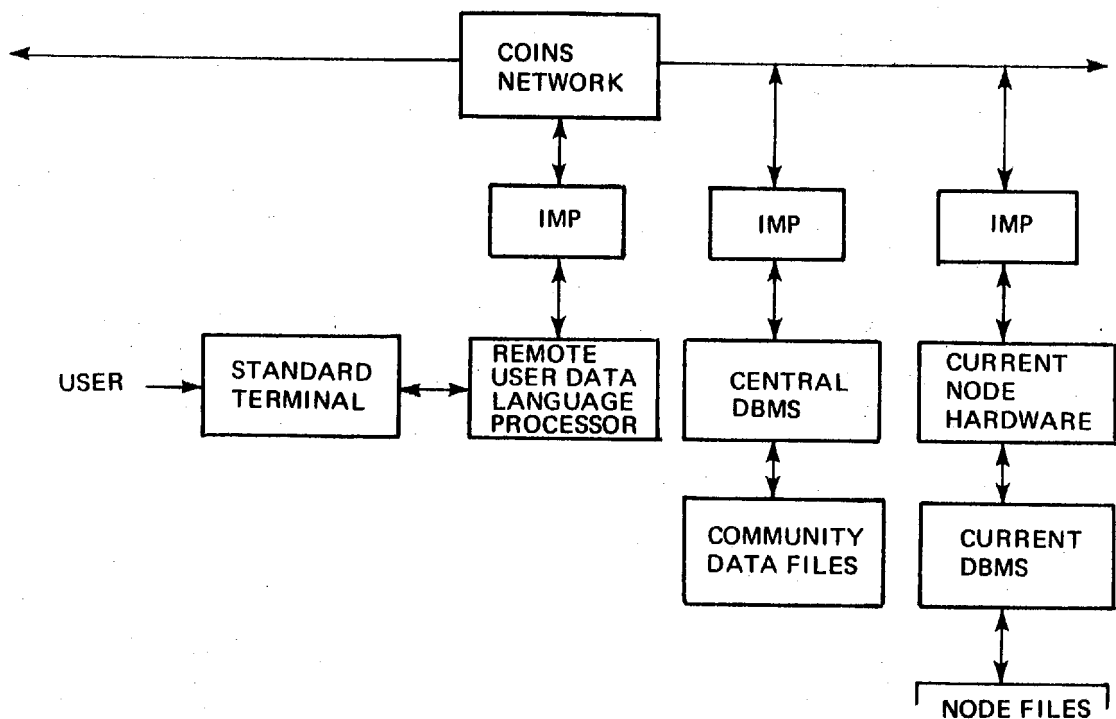 COINS
NETWORK
IMP
IMP
IMP
USER
STANDARD
TERMINAL
REMOTE
USER DATA
LANGUAGE
PROCESSOR
CENTRAL
DBMS
CURRENT
NODE
HARDWARE
COMMUNITY
DATA FILES
CURRENT
DBMS
NODE FILES